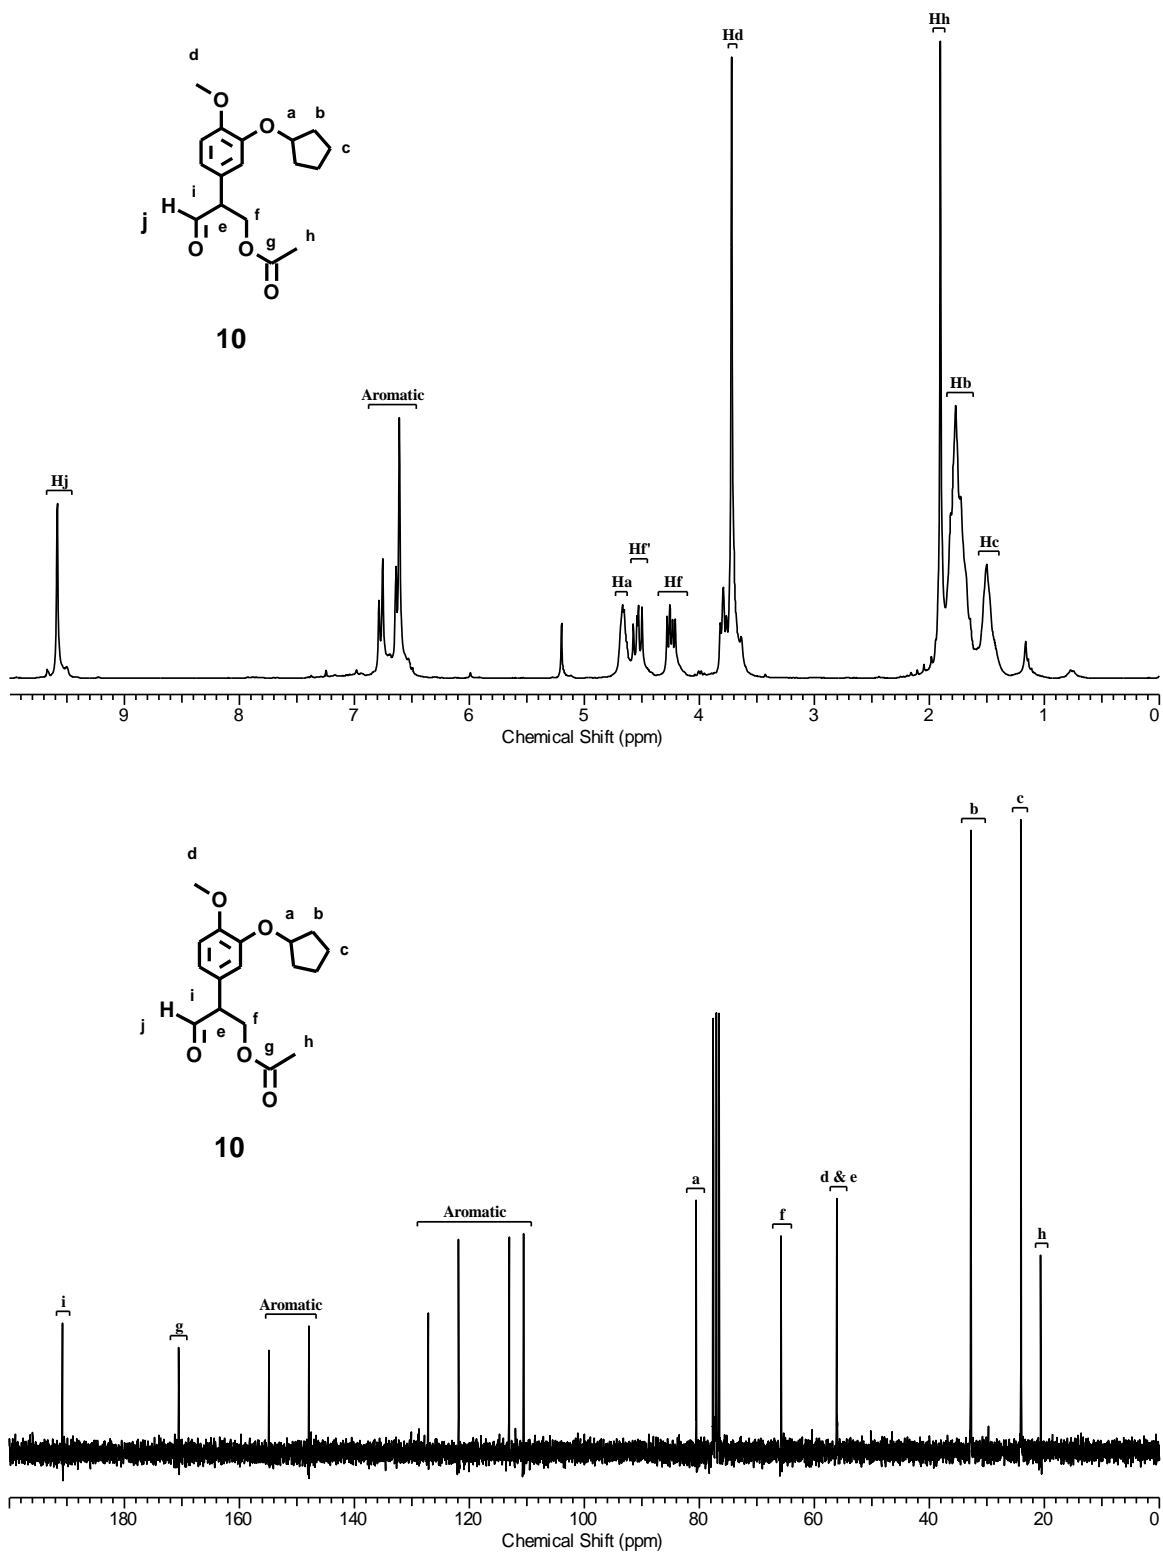 Hh
Hd
d
O
O
a
b
c
Hb
Aromatic
i
H
f
j
e
g
h
O
O
O
10
Hj
Hc
Hf'
Ha
Hf
9
8
7
6
5
4
3
2
1
0
Chemical Shift (ppm)
c
b
d
O
O
a
b
c
i
H
f
j
e
g
h
O
O
O
10
d & e
a
Aromatic
f
h
i
Aromatic
g
180
160
140
120
100
80
60
40
20
0
Chemical Shift (ppm)